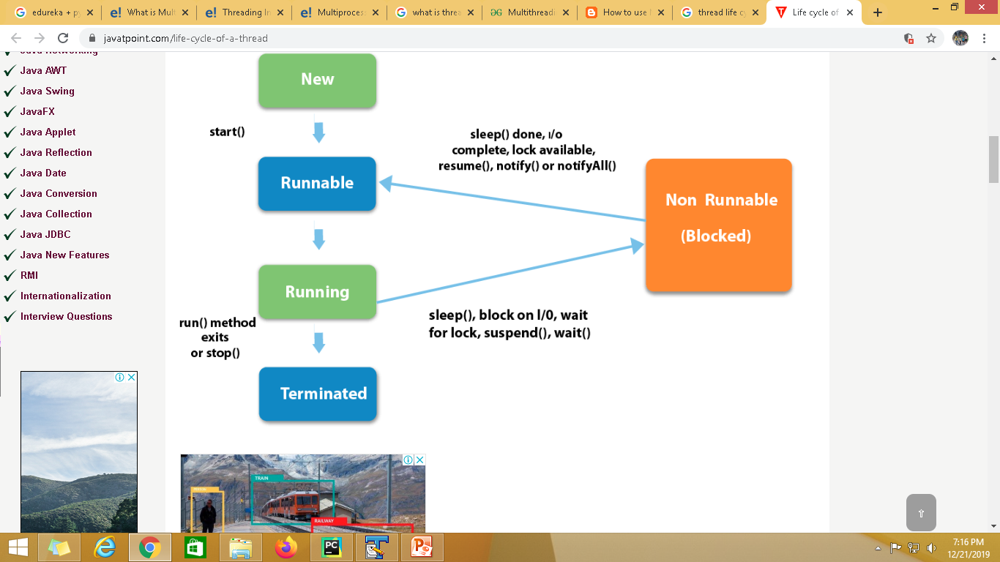 edureka + py
What is Mul
Threading In
Multiproces
what is threa
Multithreadi
How to use
thread life cy
Life cycle of
javatpoint.com/life-cycle-of-a-thread
Java Networking
Java AWT
Java Swing
JavaFX
Java Applet
Java Reflection
Java Date
Java Conversion
Java Collection
Java JDBC
Java New Features
RMI
Internationalization
Interview Questions
New
start()
Runnable
sleep() done, I/o
complete, lock available,
resume(), notify() or notifyAll()
Non Runnable
(Blocked)
Running
sleep(), block on l/0, wait
for lock, suspend(), wait()
run() method
exits
or stop()
Terminated
TRAIN
RAILWAY
7:16 PM
12/21/2019